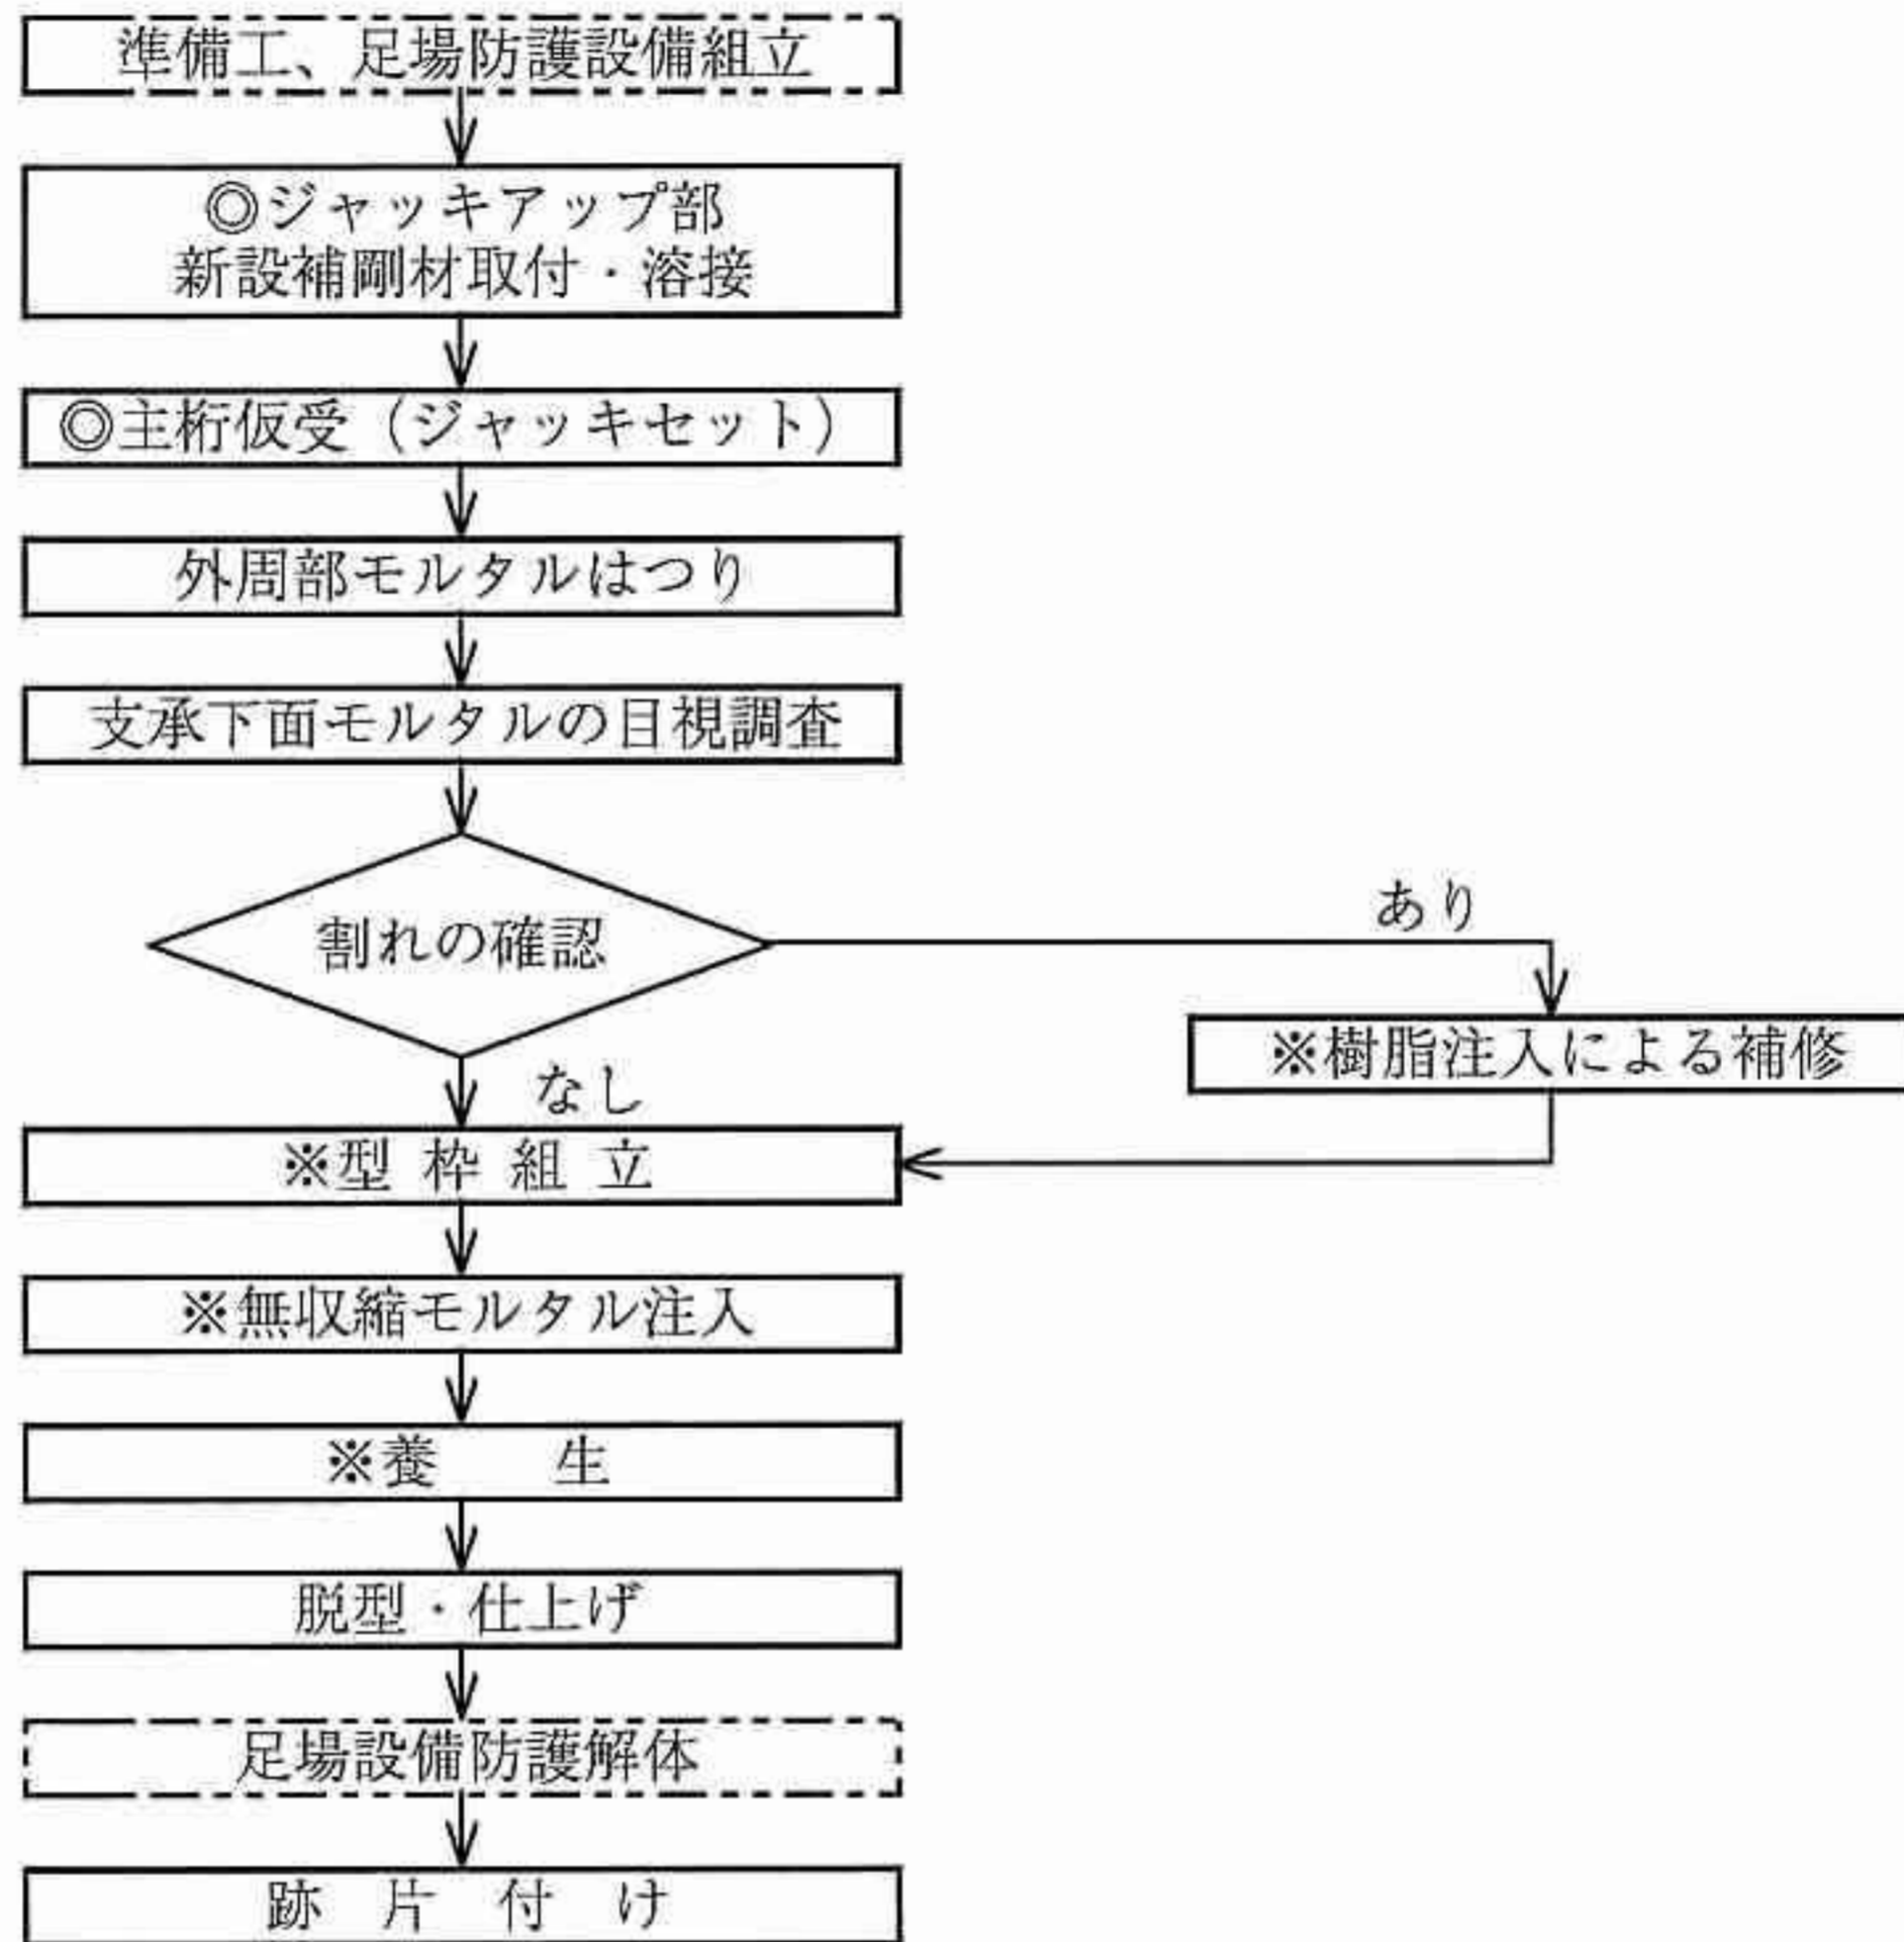 準備工、足場防護設備組立
◎ジャッキアップ部
新設補剛材取付・溶接
◎主桁仮受（ジャッキセット）
外周部モルタルはつり
支承下面モルタルの目視調査
割れの確認
あり
※樹脂注入による補修
なし
※型 枠 組 立
※無収縮モルタル注入
※養　　生
脱型・仕上げ
足場設備防護解体
跡　片　付　け